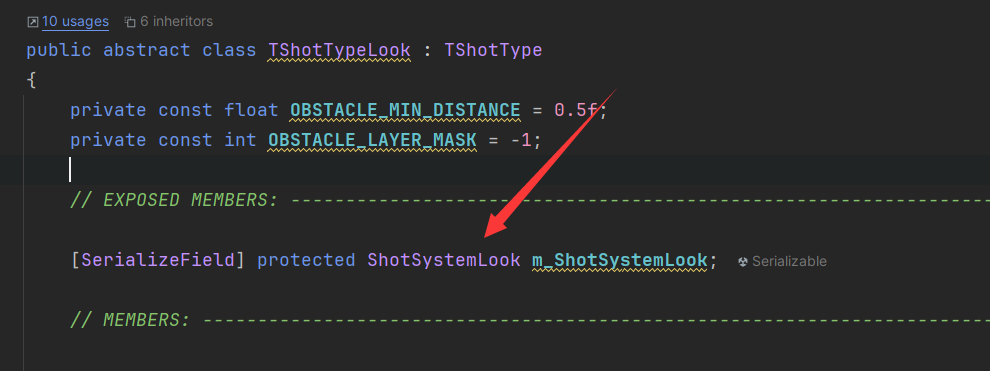 10 usages 6 inheritors
public abstract class TShotTypeLook : TShotType
{
private const float OBSTACLE_MIN_DISTANCE = 0.5f;
private const int OBSTACLE_LAYER_MASK = -1;
// EXPOSED MEMBERS: -----------------------------------------------------------------
[SerializeField] protected ShotSystemLook m_ShotSystemLook; Serializable
// MEMBERS: -------------------------------------------------------------------------